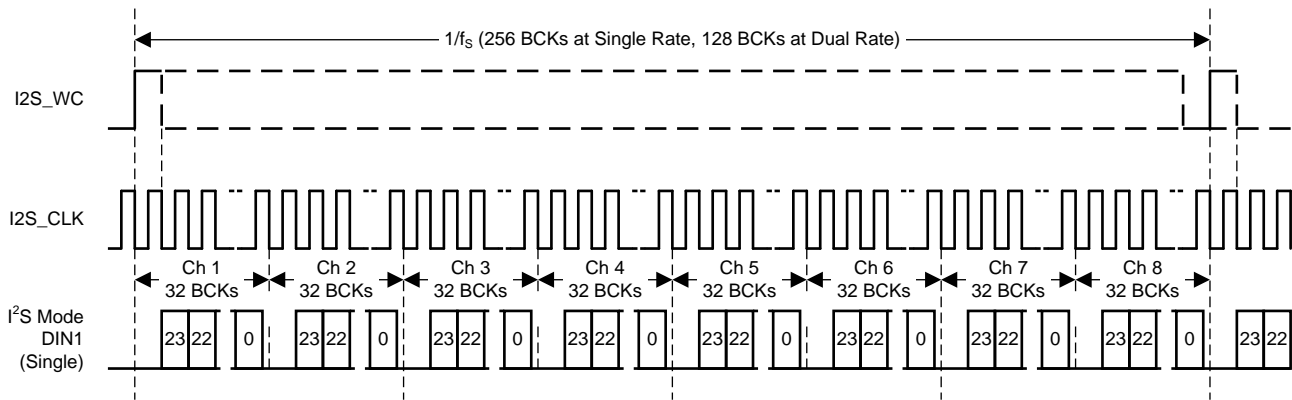 1/fS (256 BCKs at Single Rate, 128 BCKs at Dual Rate)
I2S_WC
I2S_CLK
Ch 1 Ch 2 Ch 3 Ch 4 Ch 5 Ch 6 Ch 7 Ch 8
32 BCKs 32 BCKs 32 BCKs 32 BCKs 32 BCKs 32 BCKs 32 BCKs 32 BCKs
I²S Mode
DIN1
(Single)
23 22 0 23 22 0 23 22 0 23 22 0 23 22 0 23 22 0 23 22 0 23 22 0 23 22